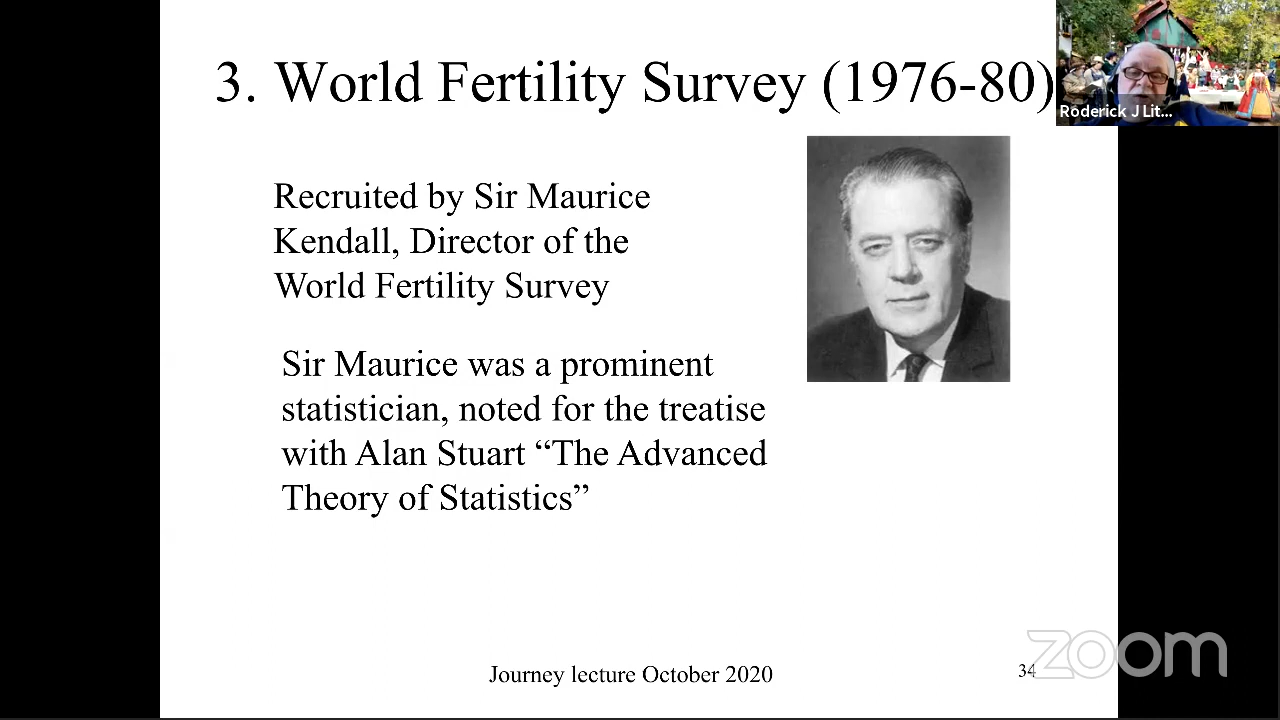 3. World Fertility Survey (1976-80)
Roderick J Lit...
Recruited by Sir Maurice
Kendall, Director of the
World Fertility Survey
Sir Maurice was a prominent
statistician, noted for the treatise
with Alan Stuart “The Advanced
Theory of Statistics”
Journey lecture October 2020
34
zoom